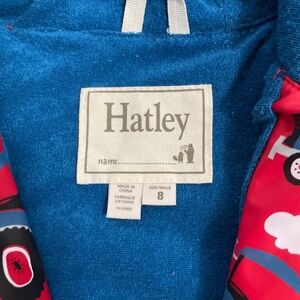 Hatley
name
MADE IN
CHINA
FABRIQUÉ
EN CHINE
SIZE/TAILLE
8